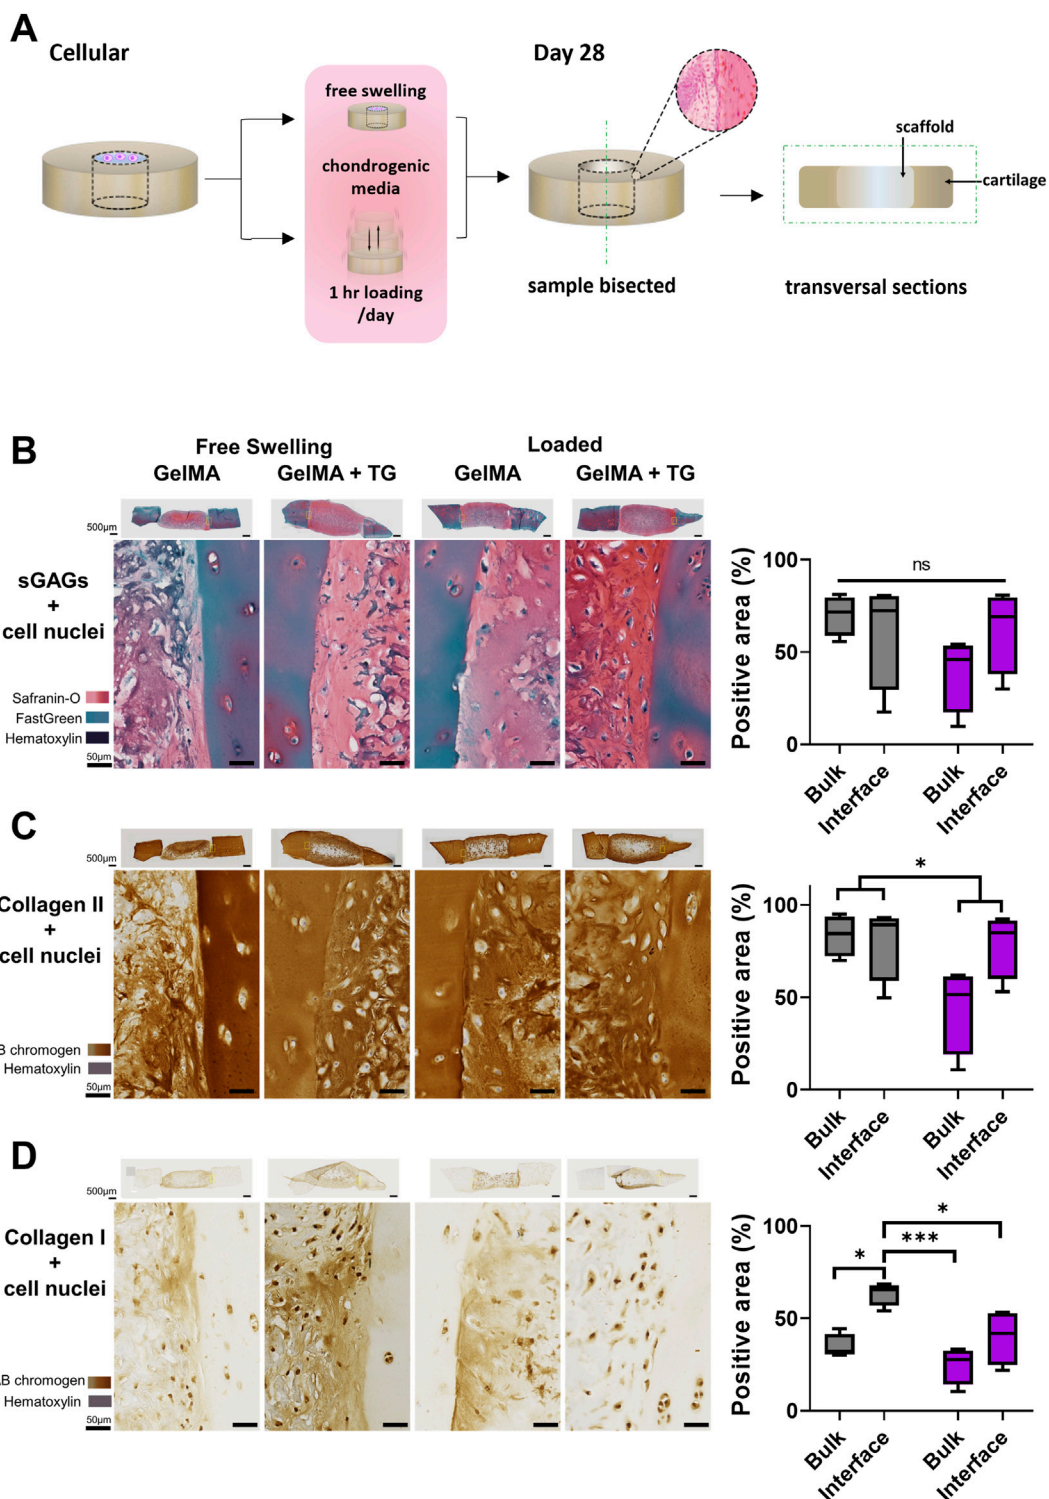 A
Cellular
Day 28
free swelling
chondrogenic
media
1 hr loading
/day
sample bisected
scaffold
cartilage
transversal sections
B
Free Swelling
Loaded
GelMA
GelMA + TG
GelMA
GelMA + TG
500µm
sGAGs
+
cell nuclei
Safranin-O
FastGreen
Hematoxylin
50µm
Positive area (%)
100
50
0
ns
Bulk
Interface
Bulk
Interface
C
500µm
Collagen II
+
cell nuclei
B chromogen
Hematoxylin
50µm
Positive area (%)
100
50
0
*
Bulk
Interface
Bulk
Interface
D
500µm
Collagen I
+
cell nuclei
AB chromogen
Hematoxylin
50µm
Positive area (%)
100
50
0
*
***
*
Bulk
Interface
Bulk
Interface